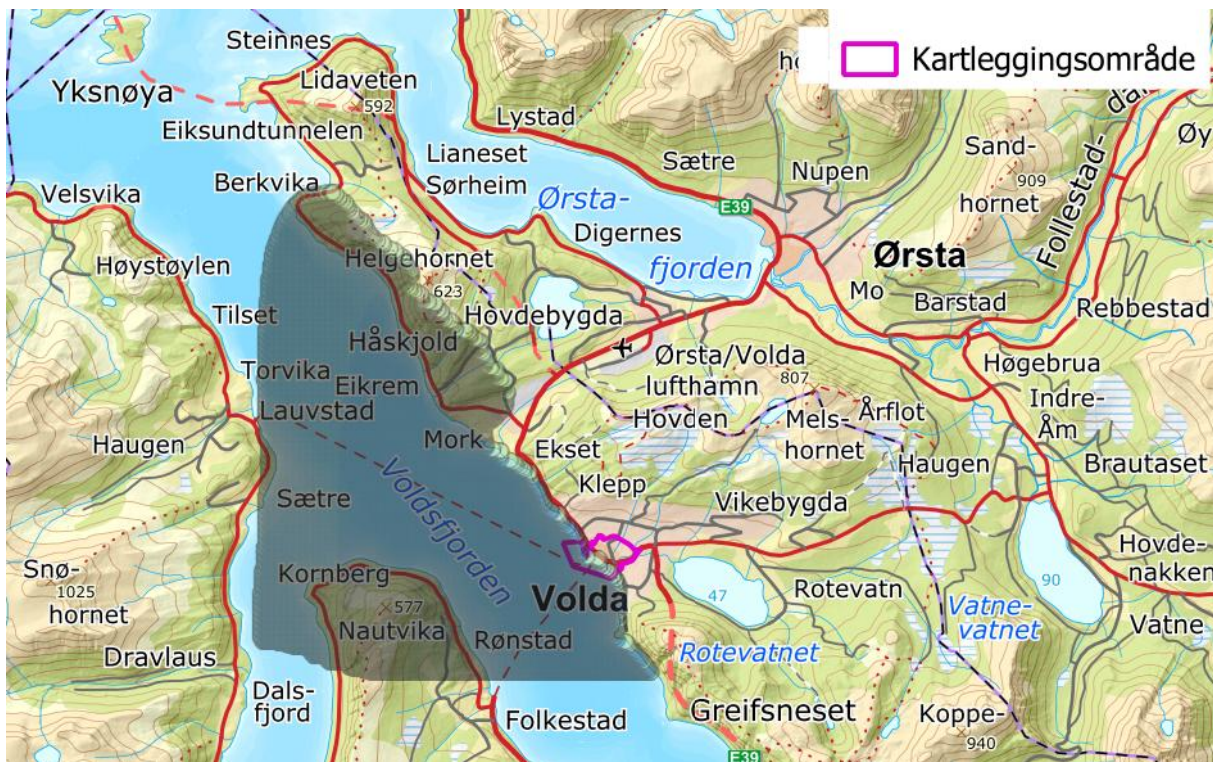 Kartleggingsområde
Steinnes
Lidaveten
592
Yksnøya
Eiksundtunnelen
Lystad
Lianeset
Sørheim
Sætre
Nupen
Sand-
hornet
909
Follestad-
dal
Øy
Velsvika
Berkvika
Ørsta-
fjorden
E39
Digernes
Ørsta
Høystøylen
Helgehornet
623
Hovdebygda
Mo
Barstad
Rebbestad
Tilset
Håskjold
Ørsta/Volda
lufthamn
807
Høgebrua
Torvika
Eikrem
Lauvstad
Hovden
Mels-
hornet
Årflot
Indre-
Åm
Haugen
Mork
Ekset
Haugen
Brautaset
Klepp
Vikebygda
Sætre
Voldsfjorden
Snø-
1025
hornet
Kornberg
577
Nautvika
Volda
47
Rotevatn
90
Hovde-
nakken
Rønstad
Vatne-
vatnet
Vatne
Dravlaus
Rotevatnet
Dals-
fjord
Folkestad
Greifsneset
Koppe-
940
E39